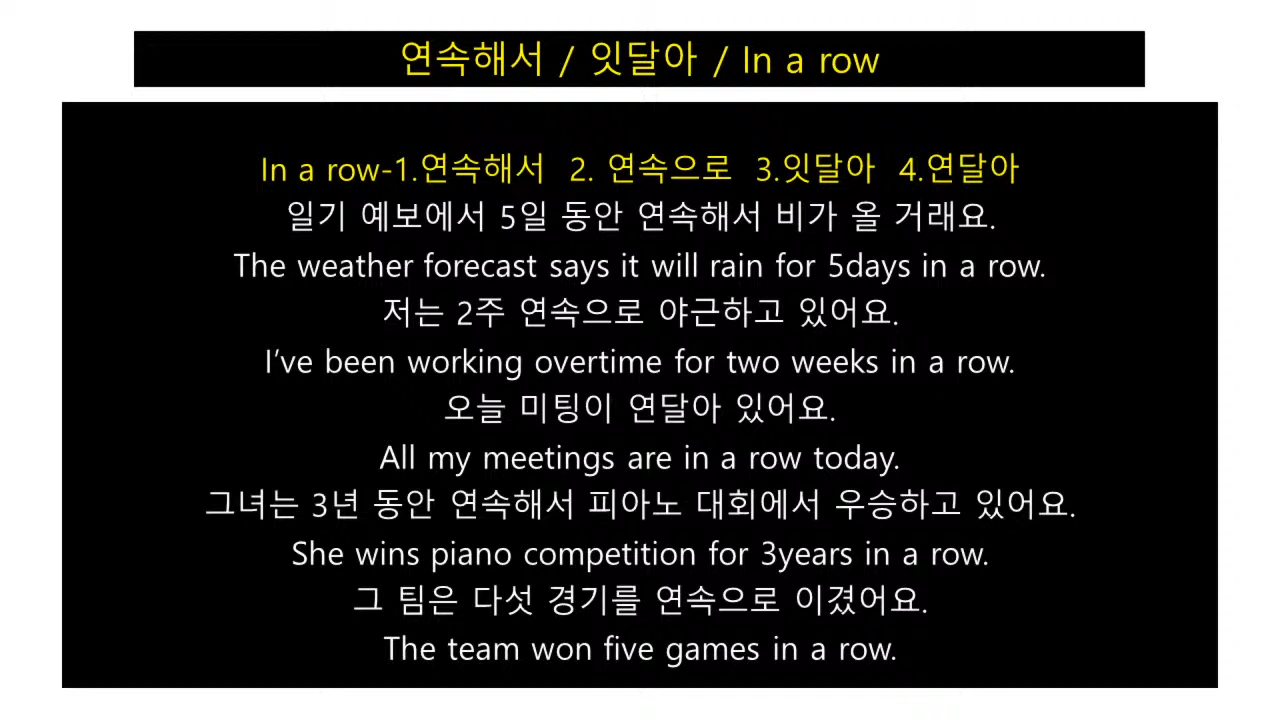 연속해서 / 잇달아 / In a row
In a row-1.연속해서 2. 연속으로 3.잇달아 4.연달아
일기 예보에서 5일 동안 연속해서 비가 올 거래요.
The weather forecast says it will rain for 5days in a row.
저는 2주 연속으로 야근하고 있어요.
I’ve been working overtime for two weeks in a row.
오늘 미팅이 연달아 있어요.
All my meetings are in a row today.
그녀는 3년 동안 연속해서 피아노 대회에서 우승하고 있어요.
She wins piano competition for 3years in a row.
그 팀은 다섯 경기를 연속으로 이겼어요.
The team won five games in a row.